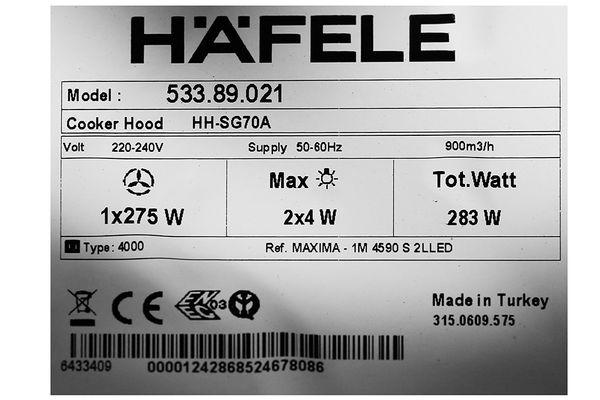 HÄFELE
Model : 533.89.021
Cooker Hood HH-SG70A
Volt 220-240V Supply 50-60Hz 900m3/h
Max Tot.Watt
1x275 W 2x4 W 283 W
Type: 4000 Ref. MAXIMA - 1M 4590 S 2LLED
CE 03
Made in Turkey
315.0609.575
6433409 00001242868524678086